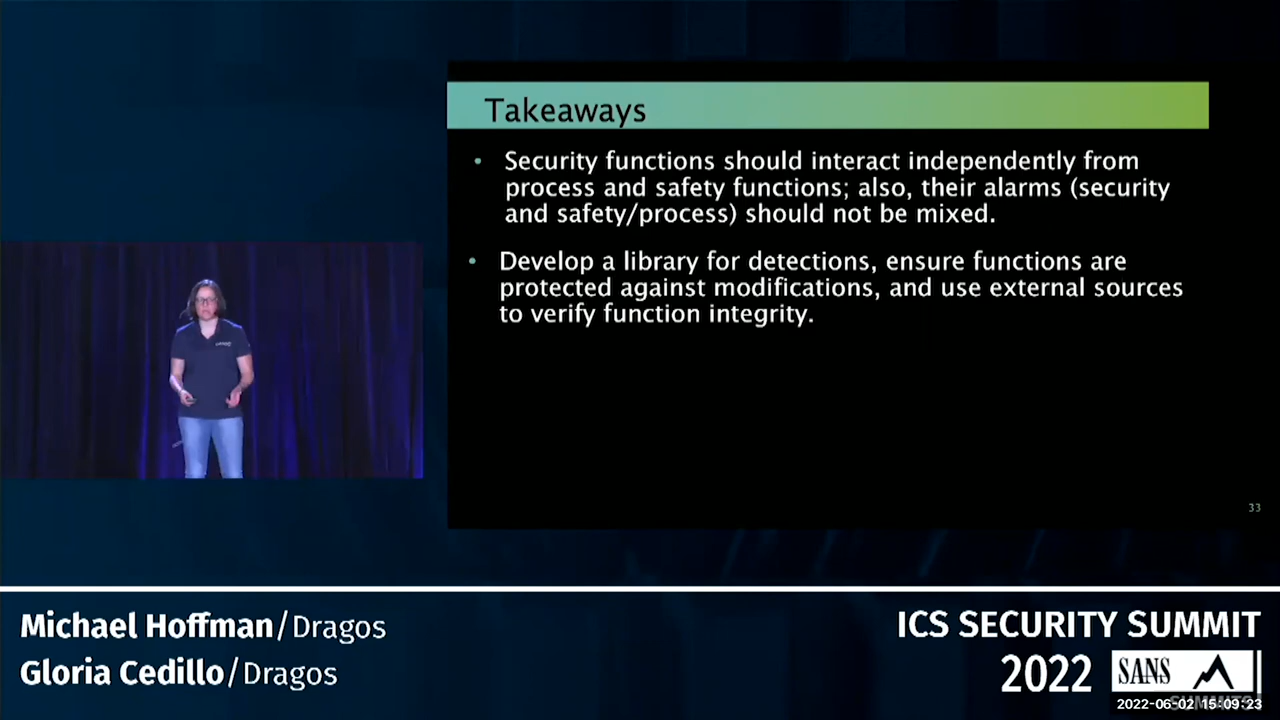 Takeaways
• Security functions should interact independently from
process and safety functions; also, their alarms (security
and safety/process) should not be mixed.
• Develop a library for detections, ensure functions are
protected against modifications, and use external sources
to verify function integrity.
33
Michael Hoffman/Dragos
Gloria Cedillo/Dragos
ICS SECURITY SUMMIT
2022 SANS
SUMMITS
2022-06-02 15:09:23